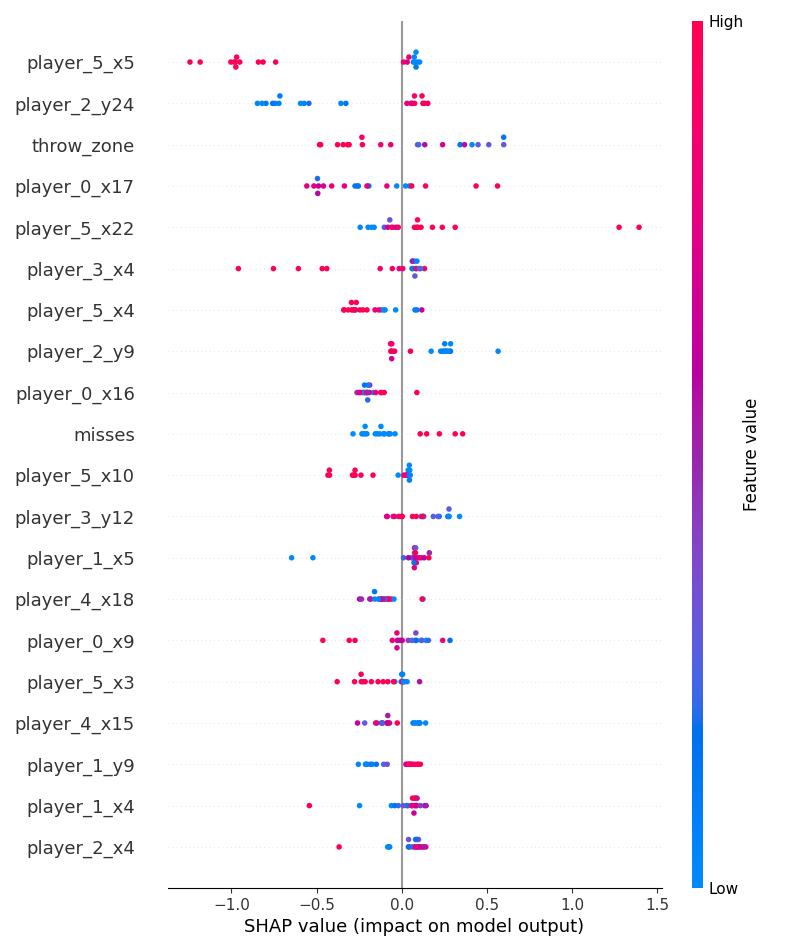 High
player_5_x5
player_2_y24
throw_zone
player_0_x17
player_5_x22
player_3_x4
player_5_x4
player_2_y9
player_0_x16
misses
player_5_x10
player_3_y12
player_1_x5
player_4_x18
player_0_x9
player_5_x3
player_4_x15
player_1_y9
player_1_x4
player_2_x4
Feature value
Low
−1.0 −0.5 0.0 0.5 1.0 1.5
SHAP value (impact on model output)